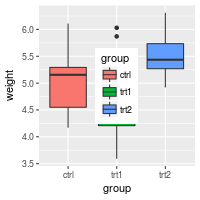 weight
6.0
5.5
5.0
4.5
4.0
3.5
group
ctrl
trt1
trt2
ctrl
trt1
trt2
group